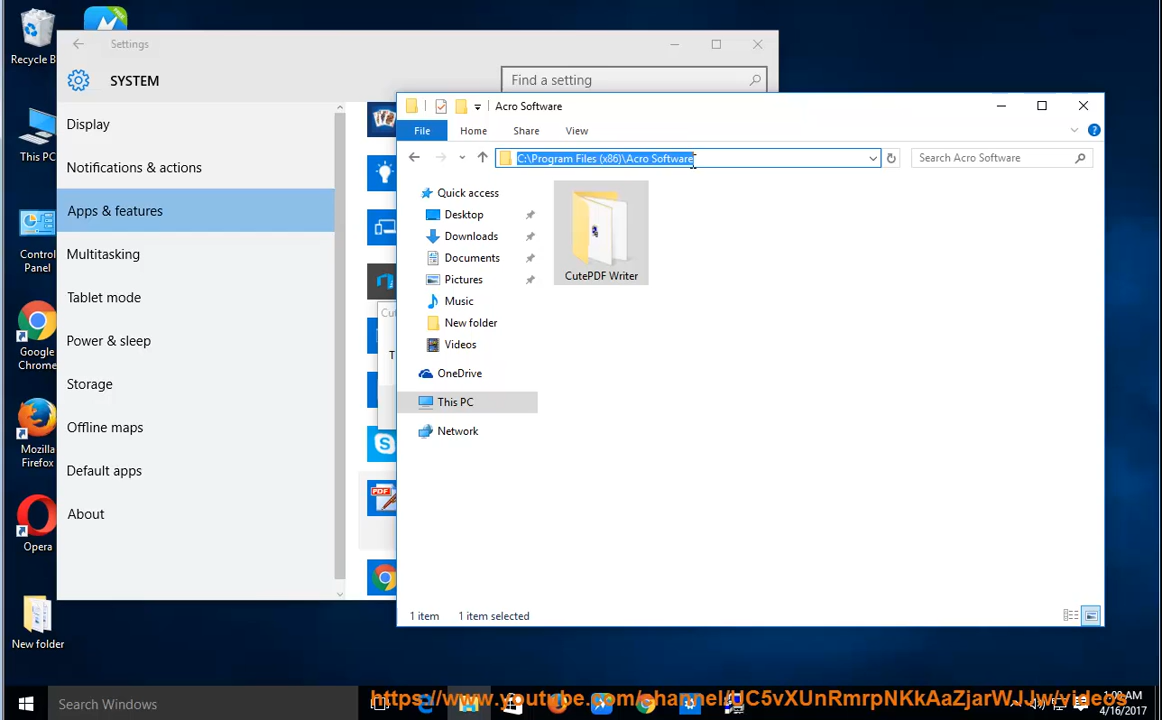 Recycle B
Settings
SYSTEM
Find a setting
Acro Software
File
Home
Share
View
C:\Program Files (x86)\Acro Software
Search Acro Software
Display
Notifications & actions
Apps & features
Multitasking
Tablet mode
Power & sleep
Storage
Offline maps
Default apps
About
This PC
Control
Panel
Google
Chrome
Mozilla
Firefox
Opera
New folder
Quick access
Desktop
Downloads
Documents
Pictures
Music
New folder
Videos
OneDrive
This PC
Network
CutePDF Writer
Cu
T
PDF
1 item
1 item selected
Search Windows
1:00 AM
4/16/2017